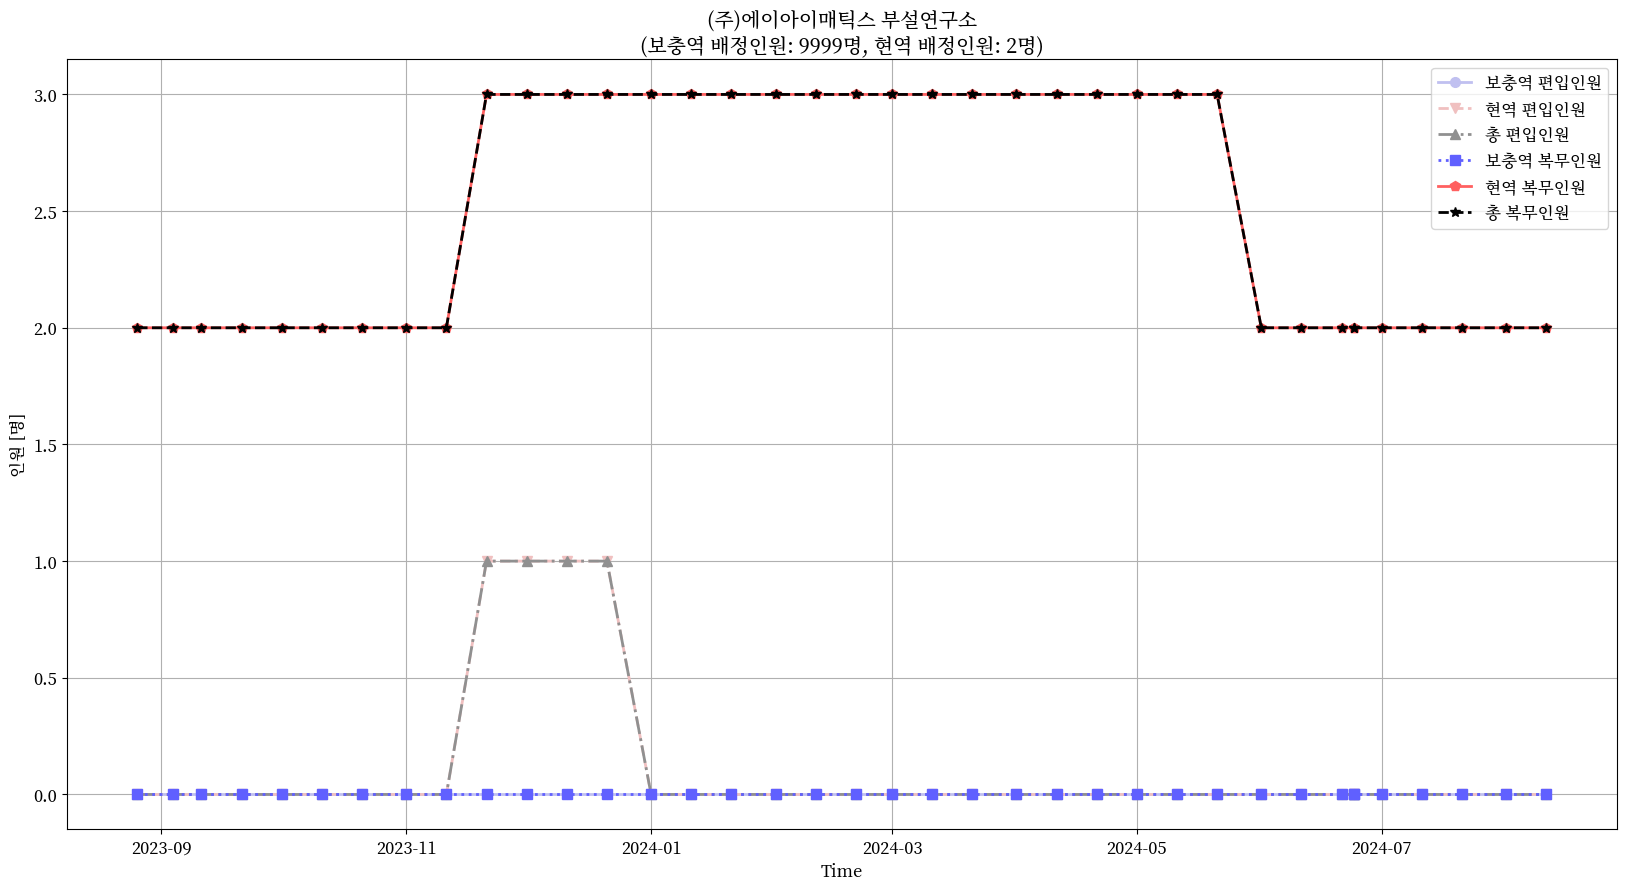 (주)에이아이매틱스 부설연구소
(보충역 배정인원: 9999명, 현역 배정인원: 2명)
보충역 편입인원
현역 편입인원
총 편입인원
보충역 복무인원
현역 복무인원
총 복무인원
인원 [명]
3.0
2.5
2.0
1.5
1.0
0.5
0.0
2023-09 2023-11 2024-01 2024-03 2024-05 2024-07
Time